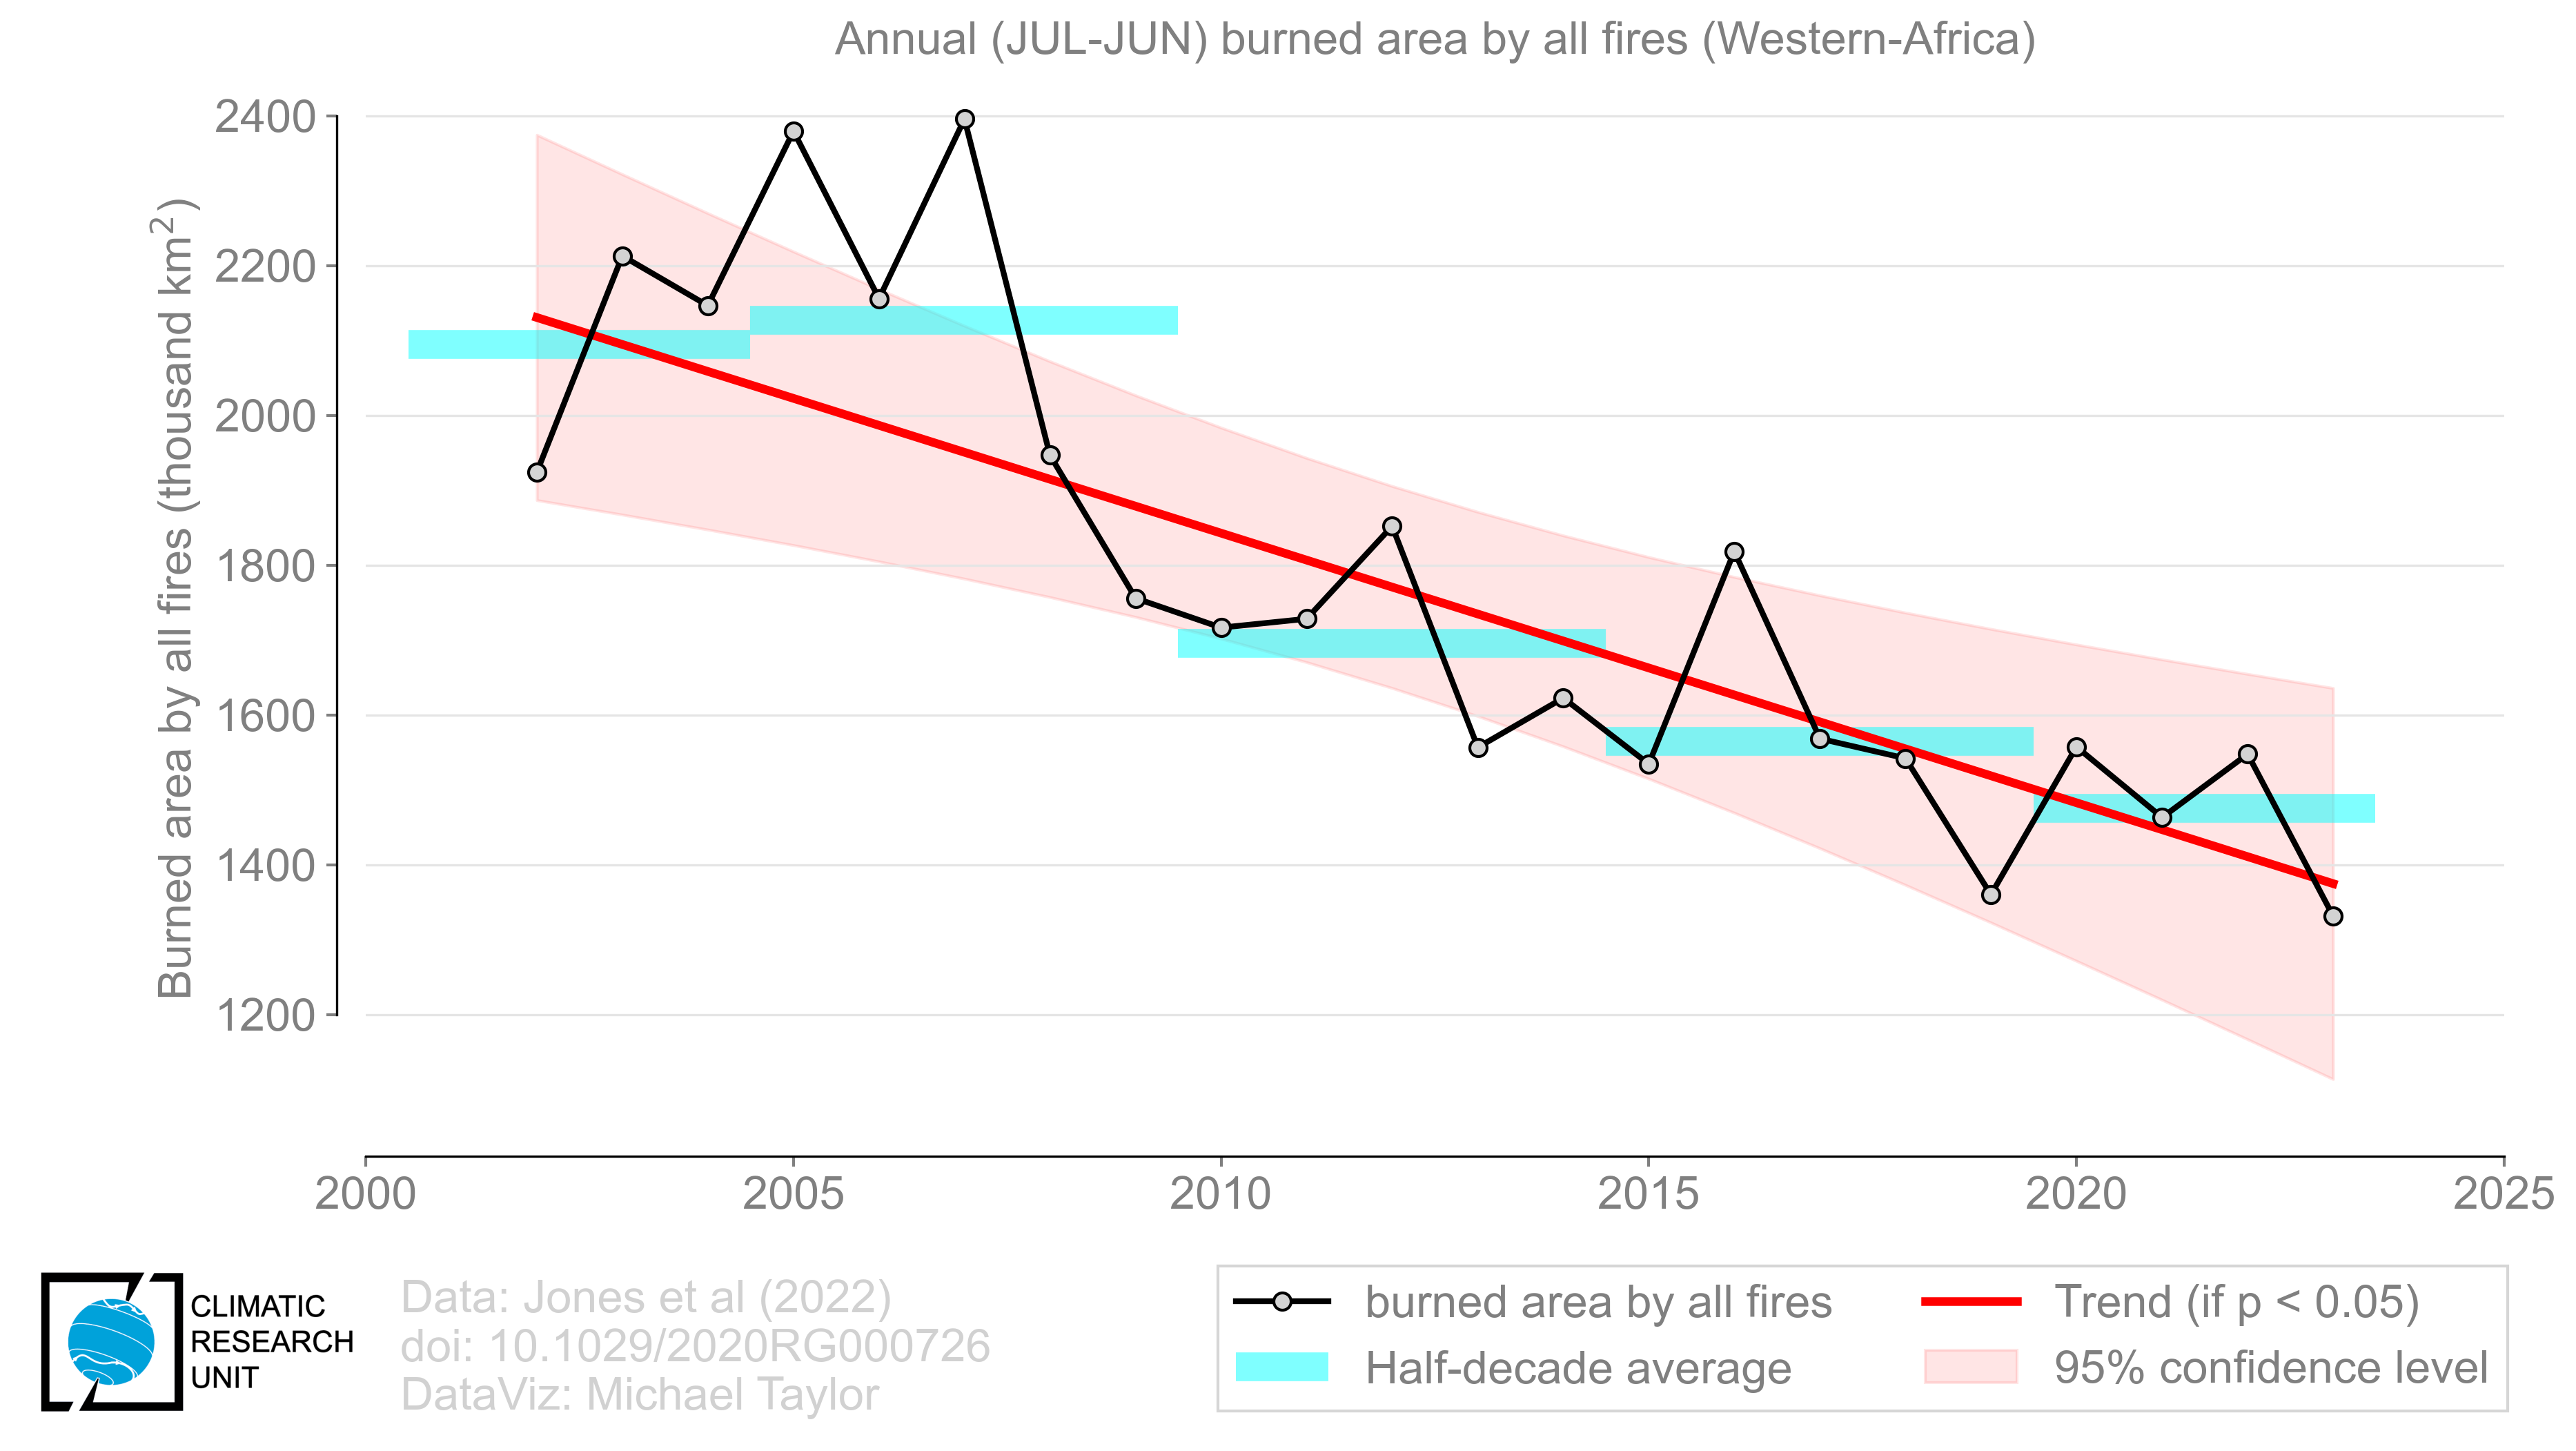 Annual (JUL-JUN) burned area by all fires (Western-Africa)
Burned area by all fires (thousand km²)
2400
2200
2000
1800
1600
1400
1200
2000 2005 2010 2015 2020 2025
CLIMATIC
RESEARCH
UNIT
Data: Jones et al (2022)
doi: 10.1029/2020RG000726
DataViz: Michael Taylor
burned area by all fires
Half-decade average
Trend (if p < 0.05)
95% confidence level